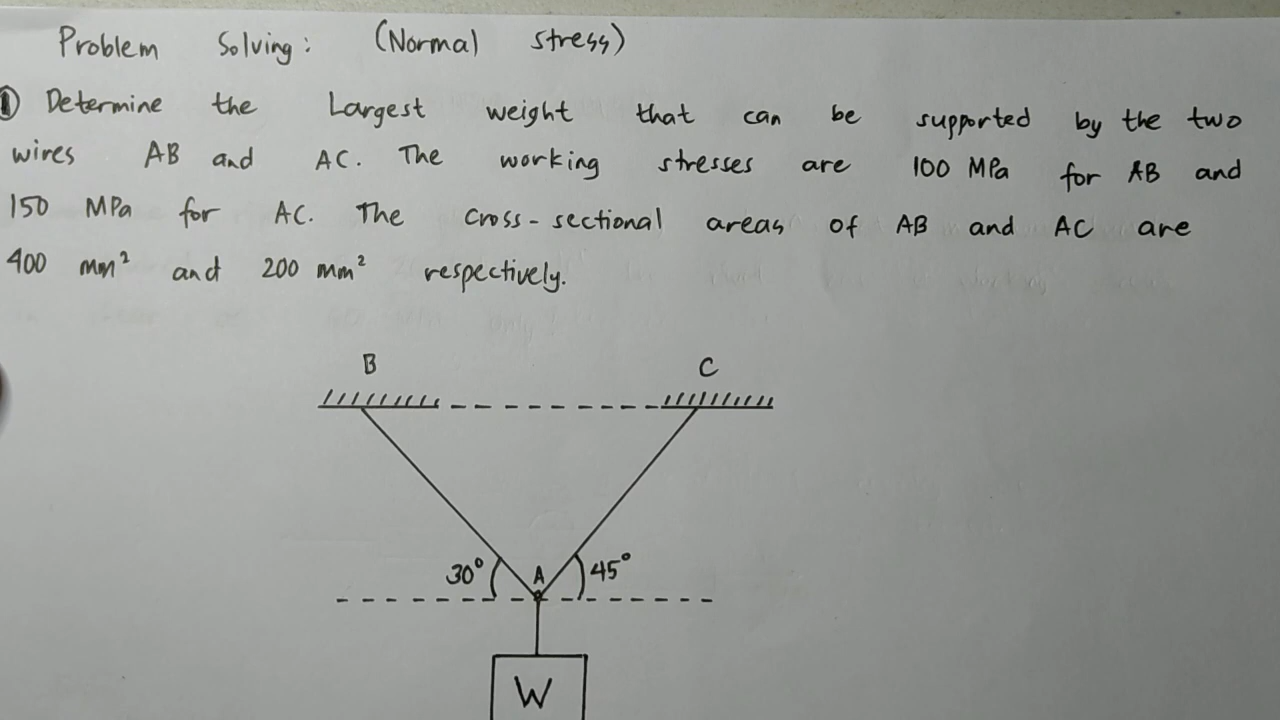 Problem Solving: (Normal stress)
① Determine the Largest weight that can be supported by the two
wires AB and AC. The working stresses are 100 MPa for AB and
150 MPa for AC. The cross-sectional areas of AB and AC are
400 mm² and 200 mm² respectively.
B C
30° A 45°
W